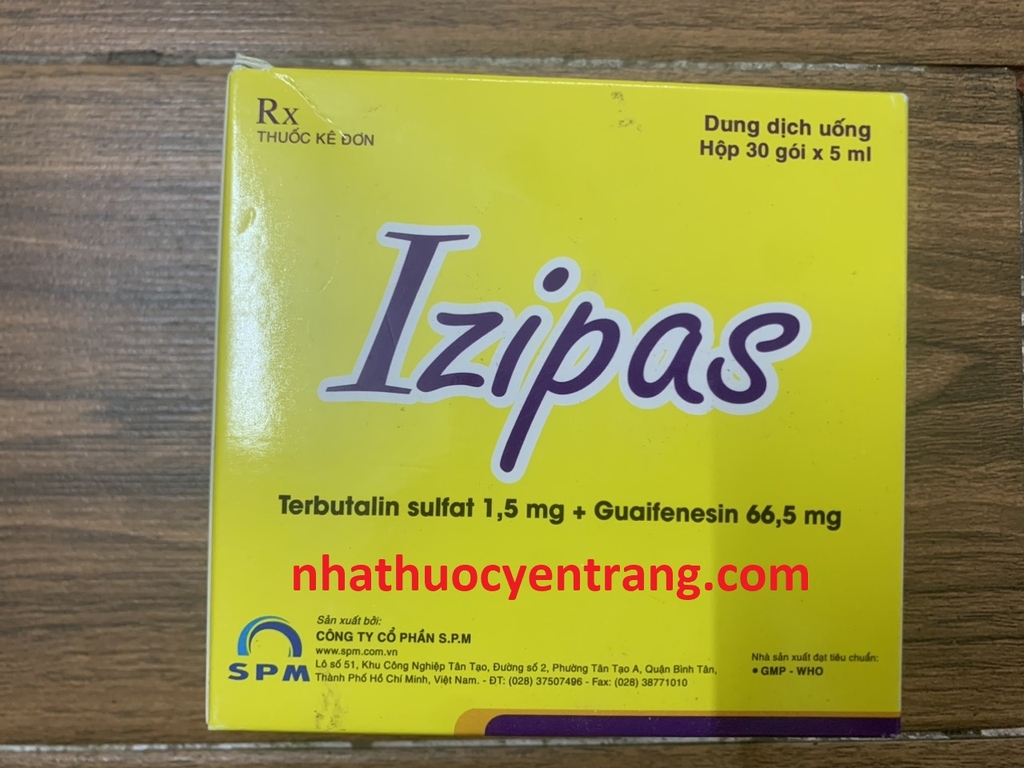 Rx
THUỐC KÊ ĐƠN
Dung dịch uống
Hộp 30 gói x 5 ml
Izipas
Terbutalin sulfat 1,5 mg + Guaifenesin 66,5 mg
nhathuocyentrang.com
SPM
Sản xuất bởi:
CÔNG TY CỔ PHẦN S.P.M
www.spm.com.vn
Lô số 51, Khu Công Nghiệp Tân Tạo, Đường số 2, Phường Tân Tạo A, Quận Bình Tân,
Thành Phố Hồ Chí Minh, Việt Nam. - ĐT: (028) 37507496 - Fax: (028) 38771010
Nhà sản xuất đạt tiêu chuẩn:
• GMP - WHO